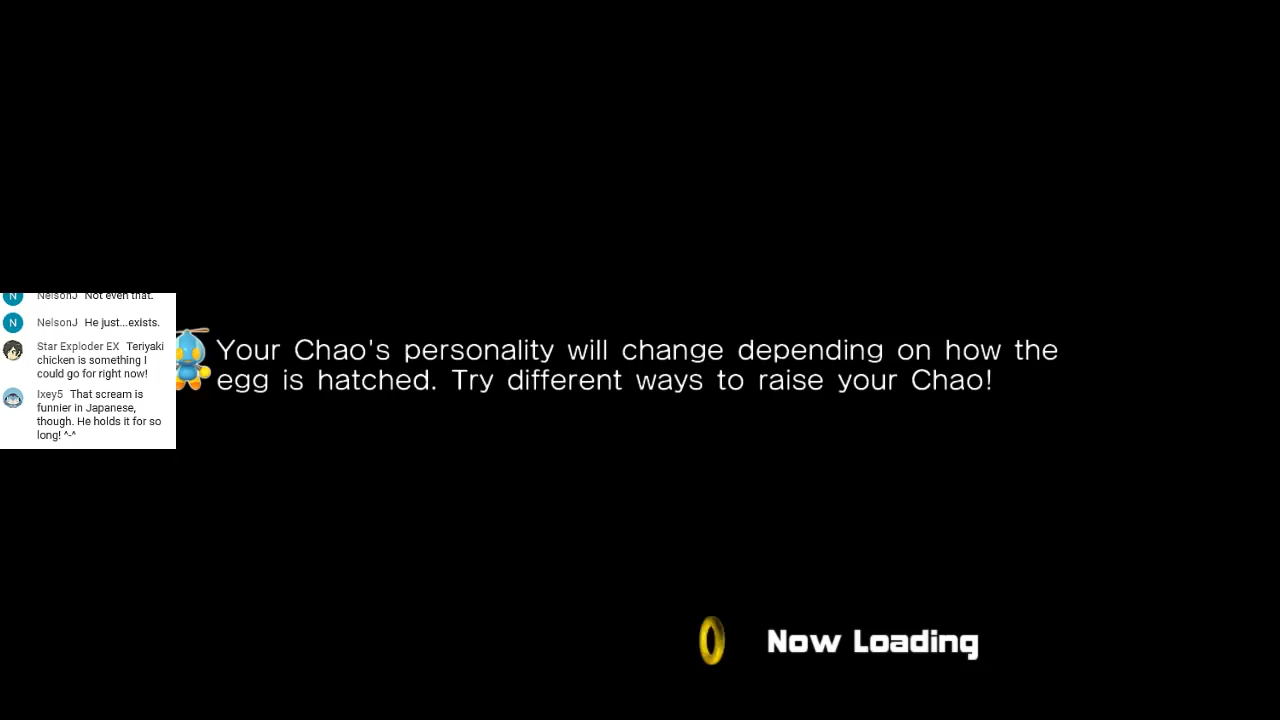 N NelsonJ Not even that.
N NelsonJ He just...exists.
Star Exploder EX Teriyaki
chicken is something I
could go for right now!
Ixey5 That scream is
funnier in Japanese,
though. He holds it for so
long! ^-^
Your Chao's personality will change depending on how the
egg is hatched. Try different ways to raise your Chao!
Now Loading